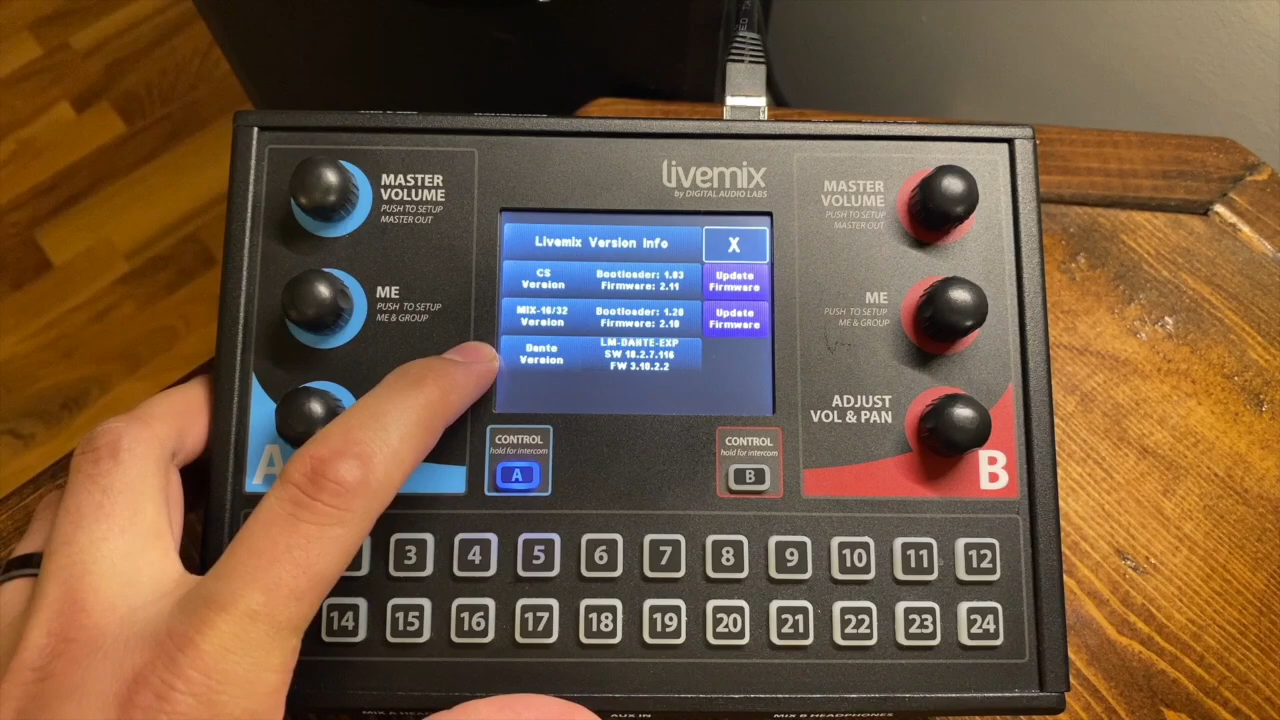 livemix
by DIGITAL AUDIO LABS
MASTER
VOLUME
PUSH TO SETUP
MASTER OUT
ME
PUSH TO SETUP
ME & GROUP
A
Livemix Version Info
X
CS
Version
Bootloader: 1.03
Firmware: 2.11
Update
Firmware
MIX-16/32
Version
Bootloader: 1.20
Firmware: 2.10
Update
Firmware
Dante
Version
LM-DANTE-EXP
SW 10.2.7.116
FW 3.10.2.2
MASTER
VOLUME
PUSH TO SETUP
MASTER OUT
ME
PUSH TO SETUP
ME & GROUP
ADJUST
VOL & PAN
B
CONTROL
hold for intercom
A
CONTROL
hold for intercom
B
3 4 5 6 7 8 9 10 11 12
14 15 16 17 18 19 20 21 22 23 24
AUX IN
MIX B HEADPHONES